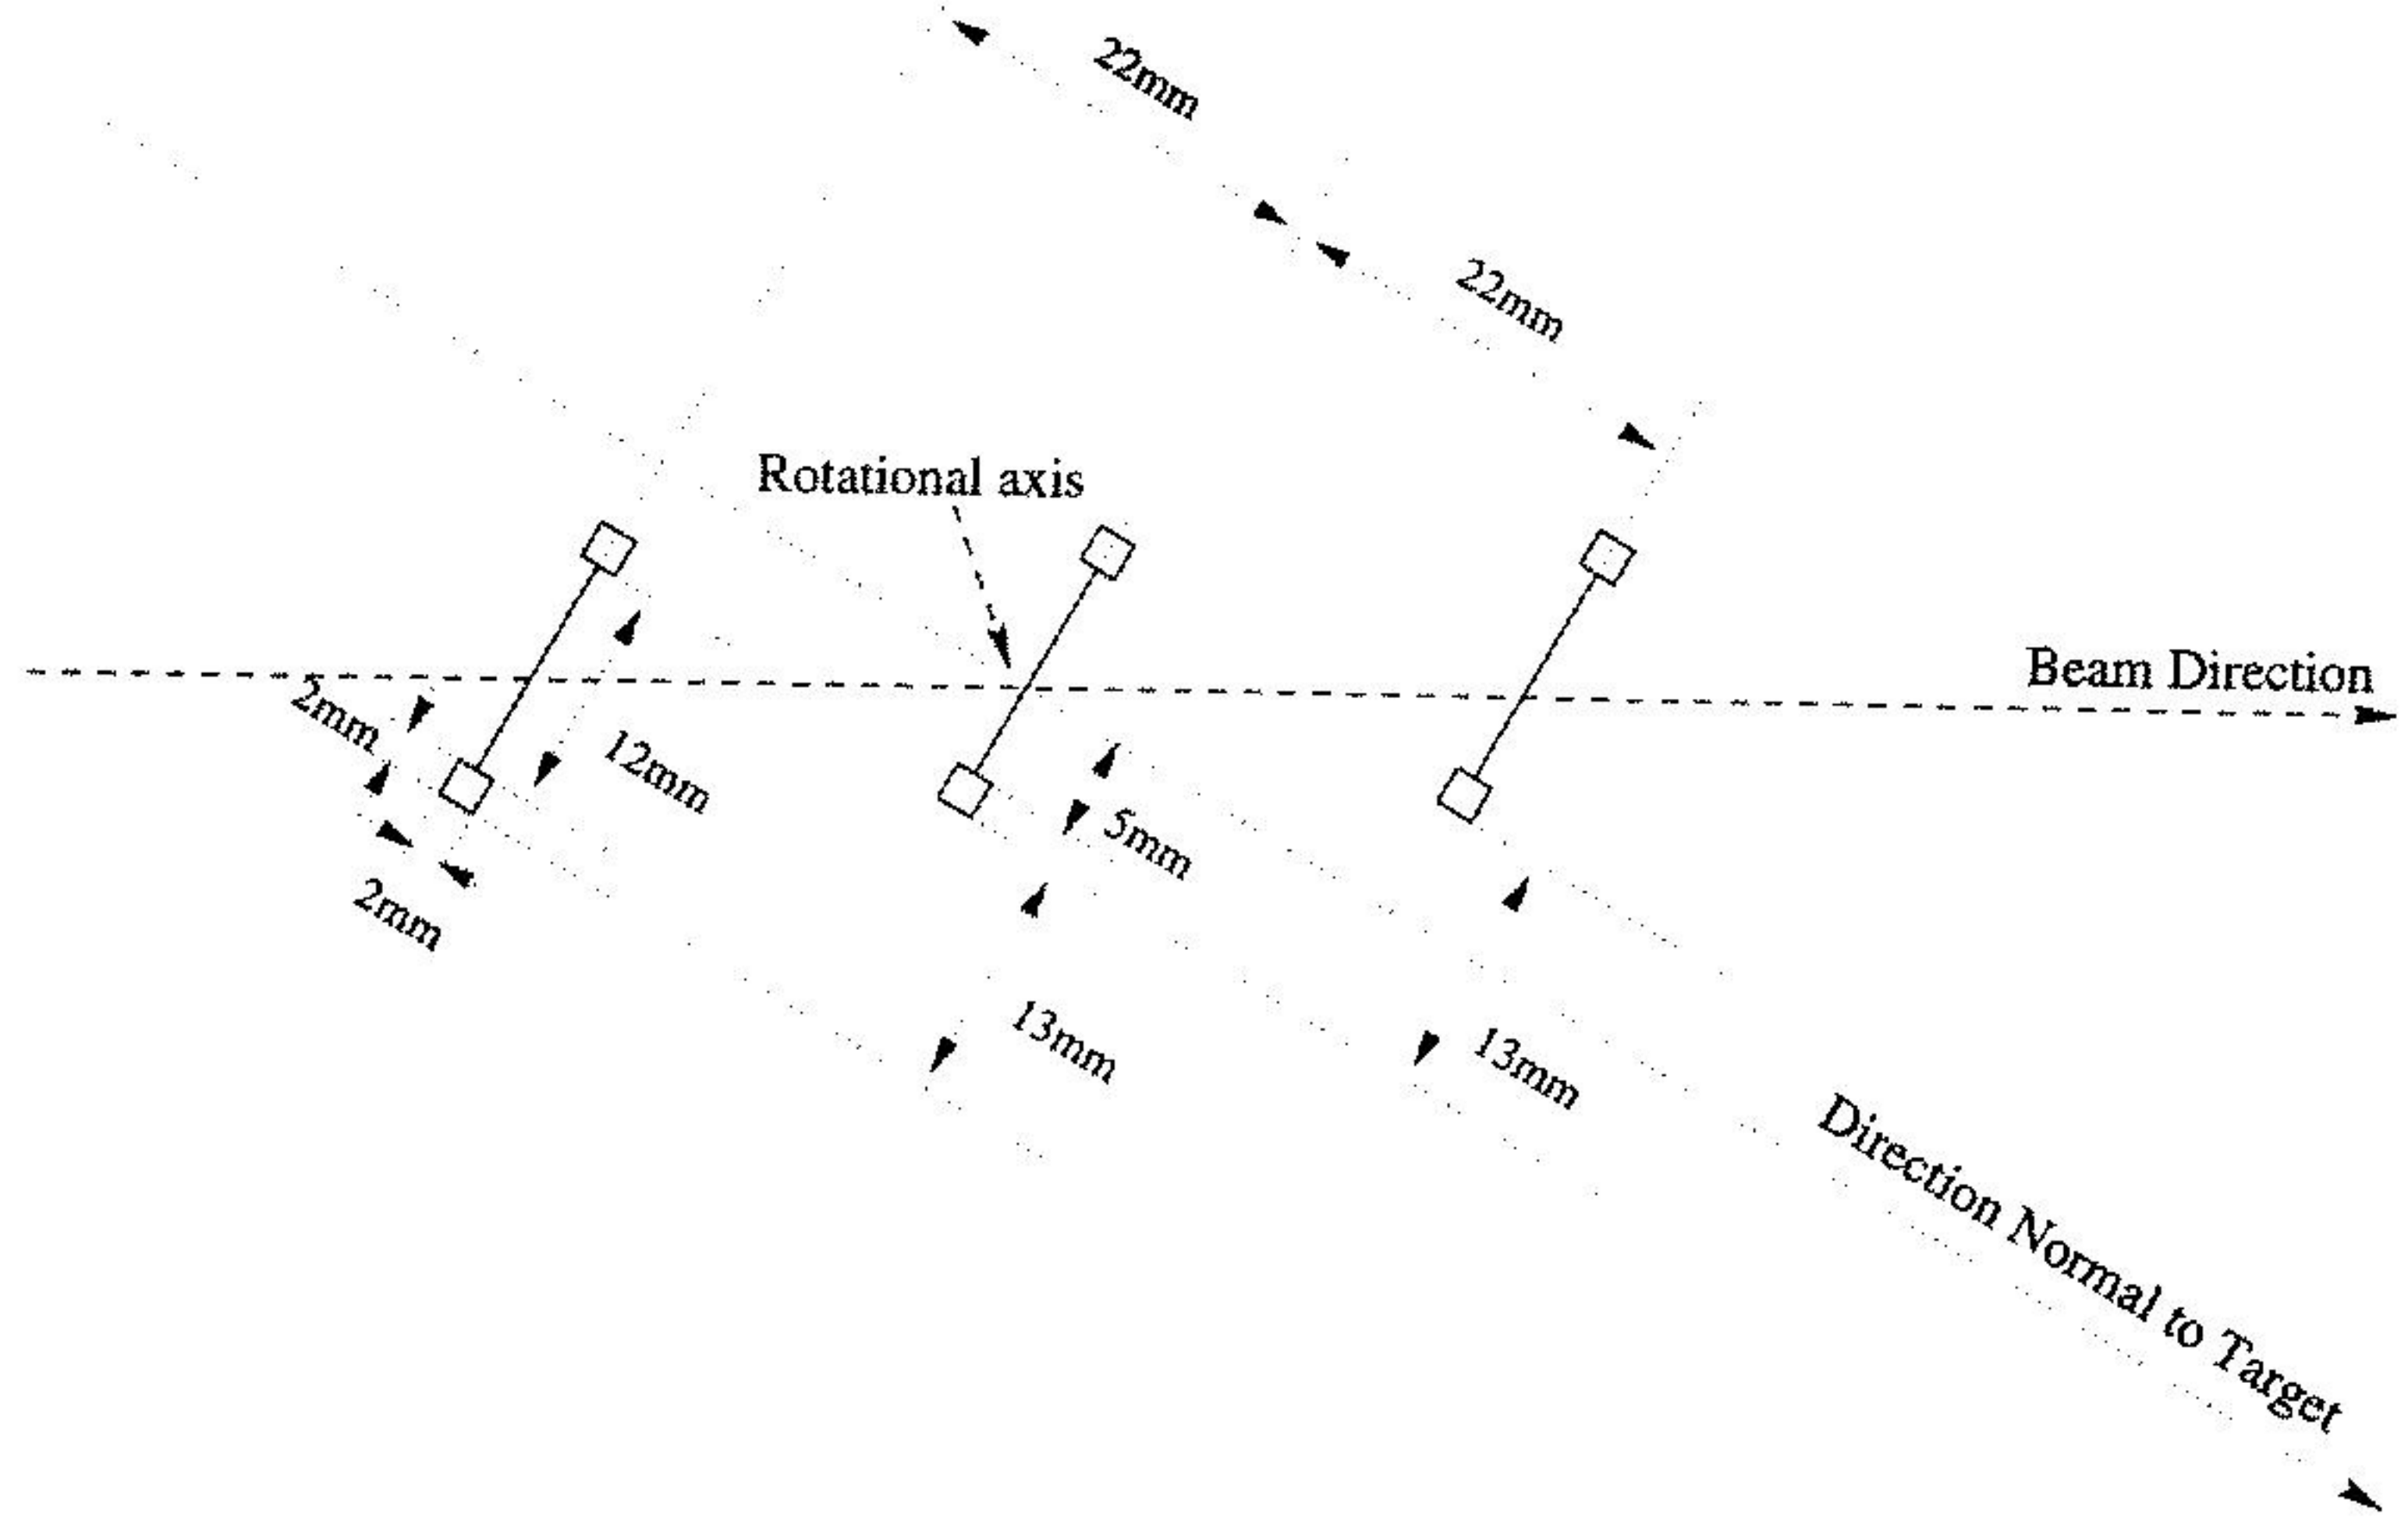 22mm
22mm
Rotational axis
Beam Direction
2mm
12mm
5mm
2mm
13mm
13mm
Direction Normal to Target